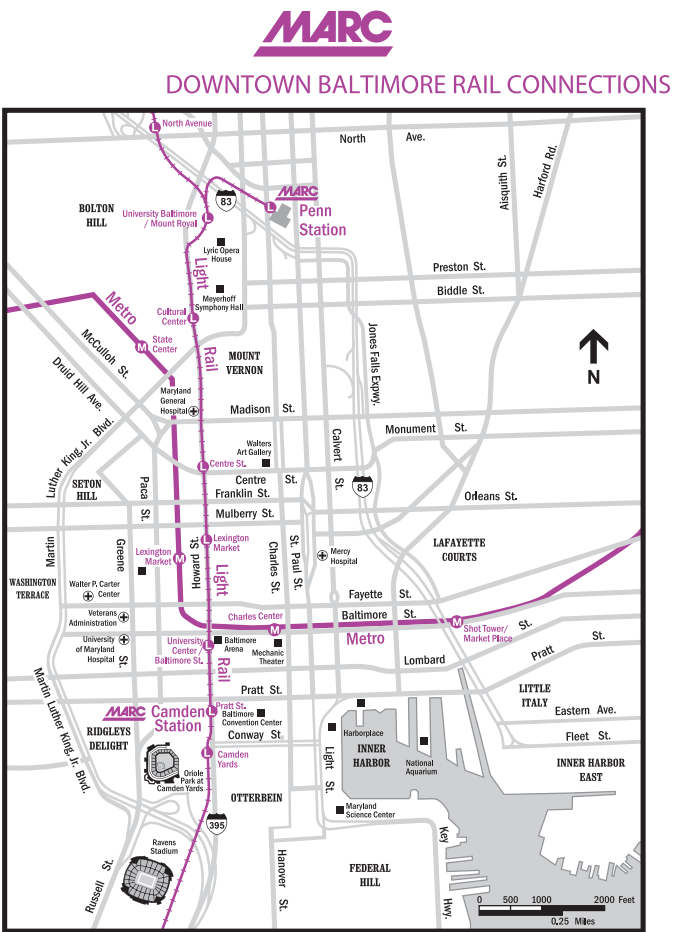 MARC
DOWNTOWN BALTIMORE RAIL CONNECTIONS
North Avenue
North Ave.
Aisquith St.
Harford Rd.
MARC
83
Penn
Station
BOLTON
HILL
University Baltimore
/ Mount Royal
Lyric Opera
House
Light
Preston St.
Biddle St.
Meyerhoff
Symphony Hall
Metro
Cultural
Center
State
Center
Rail
Jones Falls Expwy.
N
McCulloh St.
Druid Hill Ave.
MOUNT
VERNON
Maryland
General
Hospital
Madison St.
Monument St.
Luther King, Jr. Blvd.
Walters
Art Gallery
Calvert St.
Centre St.
Centre St.
83
SETON
HILL
Paca St.
Franklin St.
Orleans St.
Mulberry St.
Martin
Greene St.
Lexington
Market
Howard St
Lexington
Market
Charles St.
St. Paul St.
Mercy
Hospital
LAFAYETTE
COURTS
WASHINGTON
TERRACE
Walter P. Carter
Center
Light
Fayette St.
Veterans
Administration
Charles Center
Baltimore St.
Shot Tower/
Market Place
St.
University
of Maryland
Hospital
University
Center/
Baltimore St.
Baltimore
Arena
Mechanic
Theater
Metro
Lombard
Pratt St.
Rail
Martin Luther King, Jr. Blvd.
Pratt St.
LITTLE
ITALY
MARC Camden
Station
Pratt St.
Baltimore
Convention Center
Eastern Ave.
RIDGLEYS
DELIGHT
Conway St
Harborplace
Fleet St.
Camden
Yards
Light St.
INNER
HARBOR
National
Aquarium
INNER HARBOR
EAST
Oriole
Park at
Camden Yards
OTTERBEIN
Maryland
Science Center
395
Key Hwy.
Ravens
Stadium
Hanover St.
FEDERAL
HILL
Russell St.
0 500 1000 2000 Feet
0.25 Miles